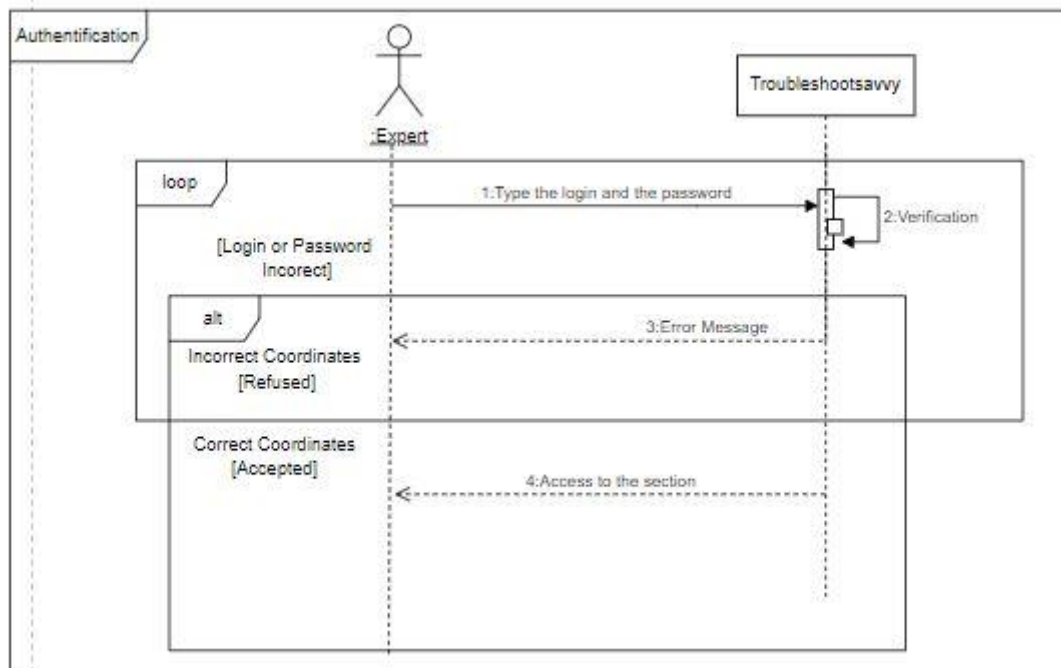 Authentification
Troubleshootsavvy
:Expert
loop
1:Type the login and the password
2:Verification
[Login or Password
Incorect]
alt
3:Error Message
Incorrect Coordinates
[Refused]
Correct Coordinates
[Accepted]
4:Access to the section